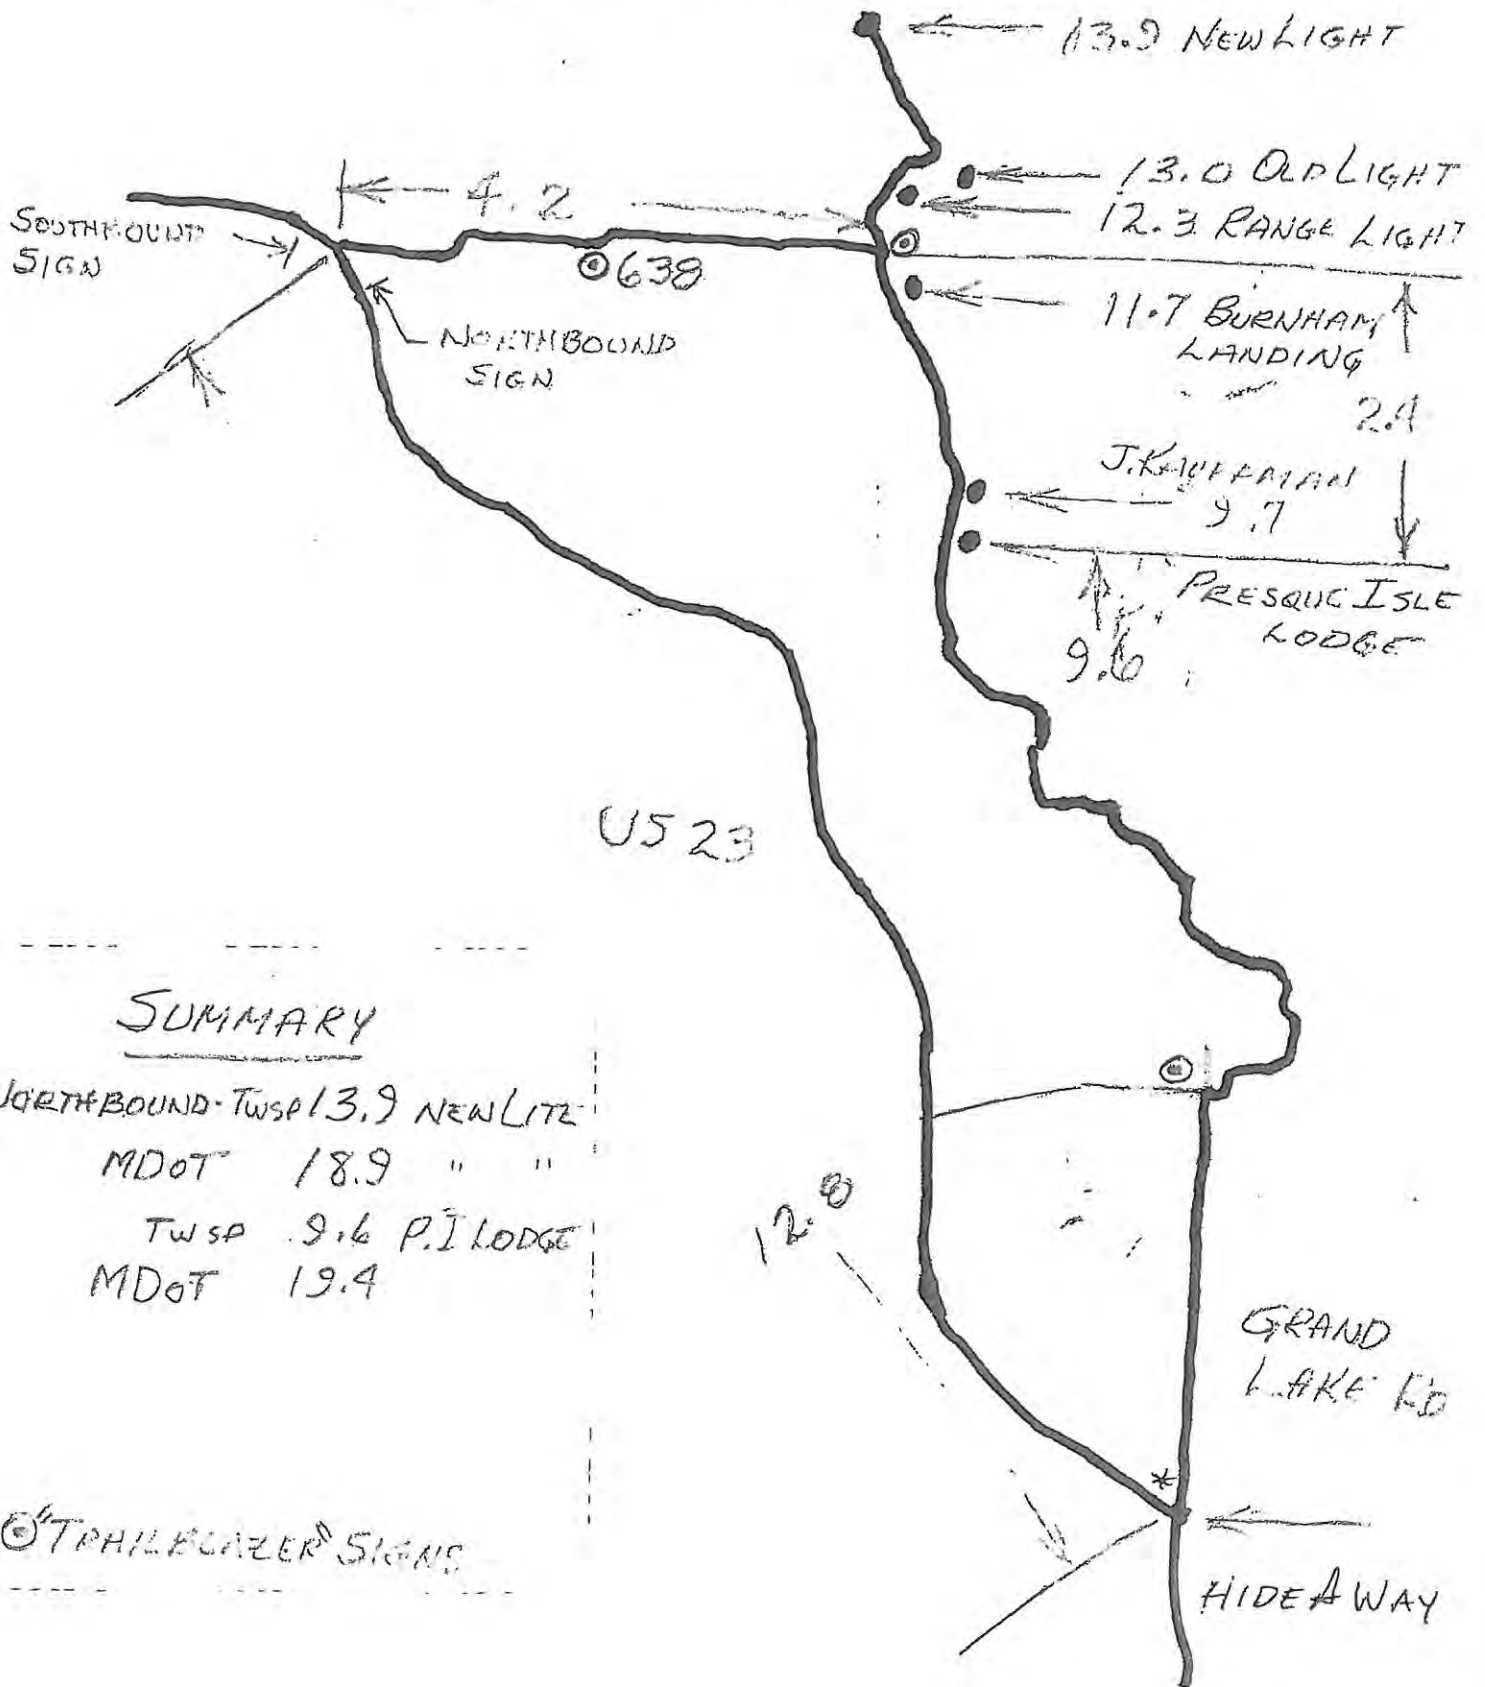 13.9 NEW LIGHT
13.0 OLD LIGHT
12.3 RANGE LIGHT
4.2
SOUTHBOUND
SIGN
638
NORTHBOUND
SIGN
11.7 BURNHAM
LANDING
2.4
J. KAUFFMAN
9.7
PRESQUE ISLE
LODGE
9.6
US 23
SUMMARY
NORTHBOUND-TWSP 13.9 NEW LITE
MDOT 18.9 " "
TWSP 9.6 P.I LODGE
MDOT 19.4
12.8
GRAND
LAKE RD
*
"TRAILBLAZER" SIGNS
HIDEAWAY